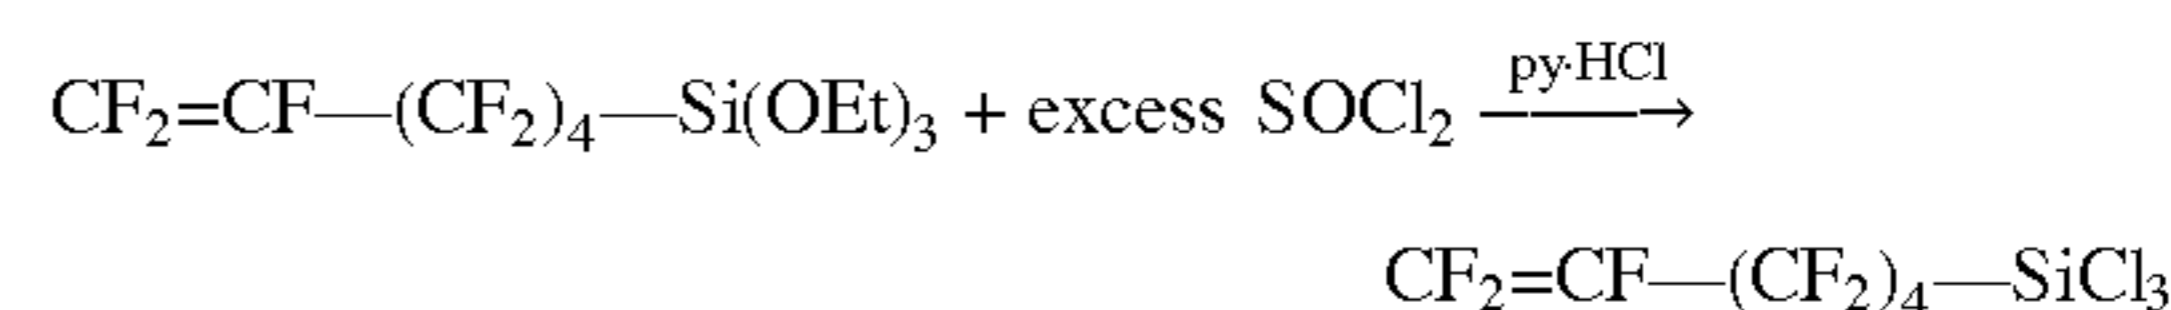 CF₂=CF—(CF₂)₄—Si(OEt)₃ + excess SOCl₂ py·HCl →
CF₂=CF—(CF₂)₄—SiCl₃